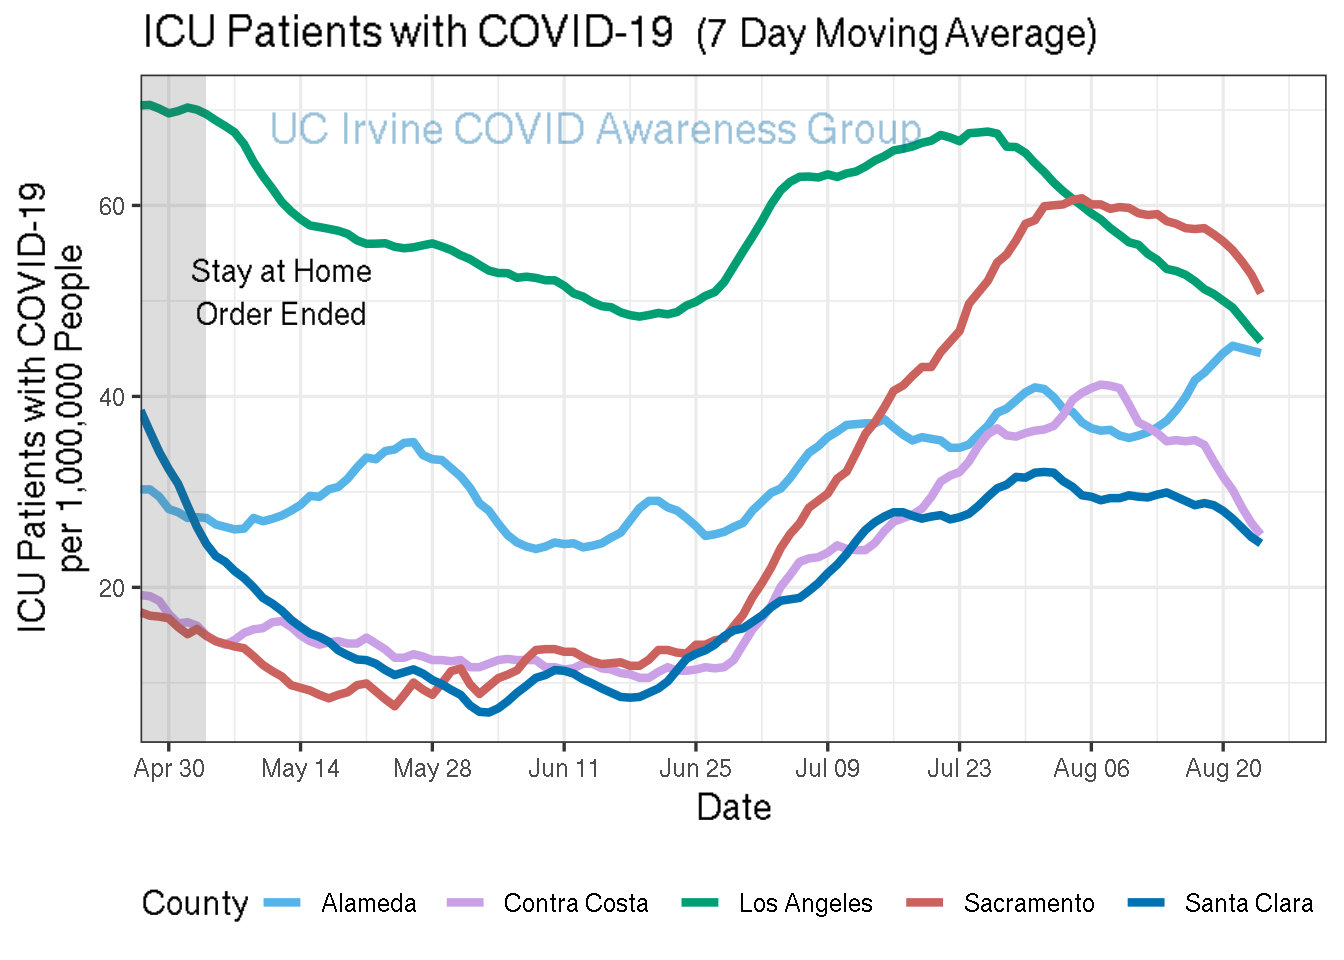 ICU Patients with COVID-19 (7 Day Moving Average)
UC Irvine COVID Awareness Group
ICU Patients with COVID-19
per 1,000,000 People
60
40
20
Stay at Home
Order Ended
Apr 30 May 14 May 28 Jun 11 Jun 25 Jul 09 Jul 23 Aug 06 Aug 20
Date
County Alameda Contra Costa Los Angeles Sacramento Santa Clara